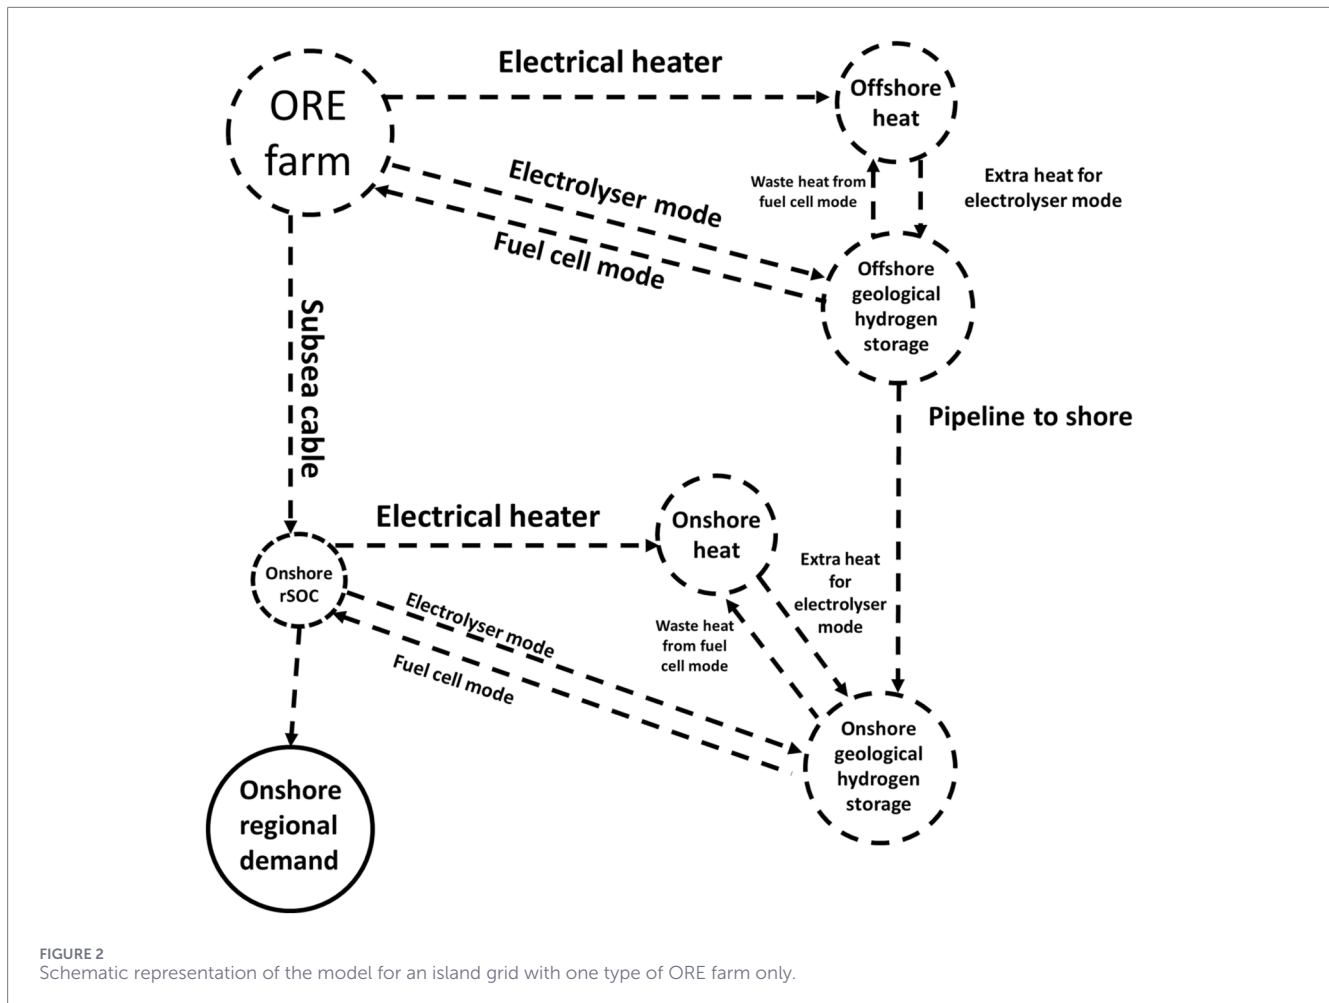 Electrical heater
ORE
farm
Offshore
heat
Electrolyser mode
Fuel cell mode
Waste heat from
fuel cell mode
Extra heat for
electrolyser mode
Offshore
geological
hydrogen
storage
Subsea cable
Pipeline to shore
Electrical heater
Onshore
heat
Onshore
rSOC
Extra heat
for
electrolyser
mode
Electrolyser mode
Fuel cell mode
Waste heat
from fuel
cell mode
Onshore
geological
hydrogen
storage
Onshore
regional
demand
FIGURE 2
Schematic representation of the model for an island grid with one type of ORE farm only.